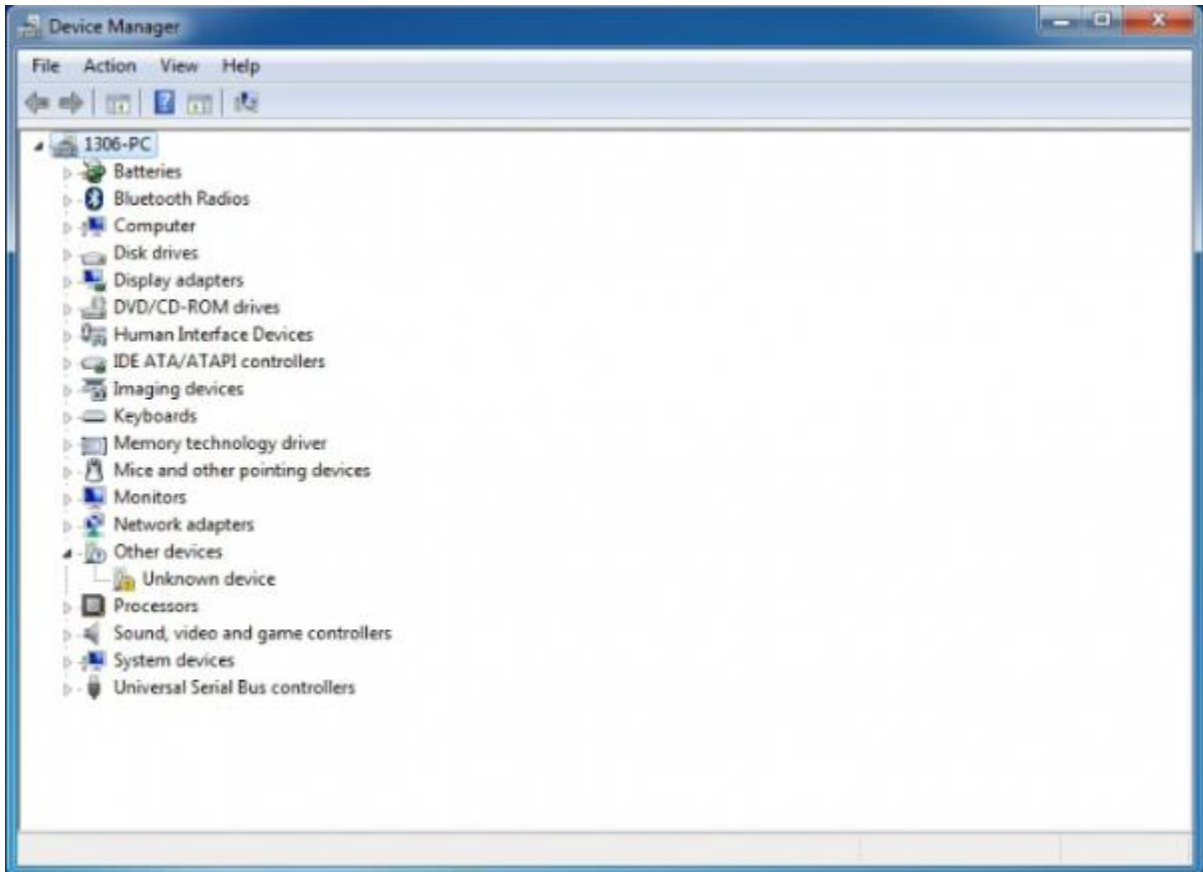 Device Manager
File Action View Help
1306-PC
Batteries
Bluetooth Radios
Computer
Disk drives
Display adapters
DVD/CD-ROM drives
Human Interface Devices
IDE ATA/ATAPI controllers
Imaging devices
Keyboards
Memory technology driver
Mice and other pointing devices
Monitors
Network adapters
Other devices
Unknown device
Processors
Sound, video and game controllers
System devices
Universal Serial Bus controllers